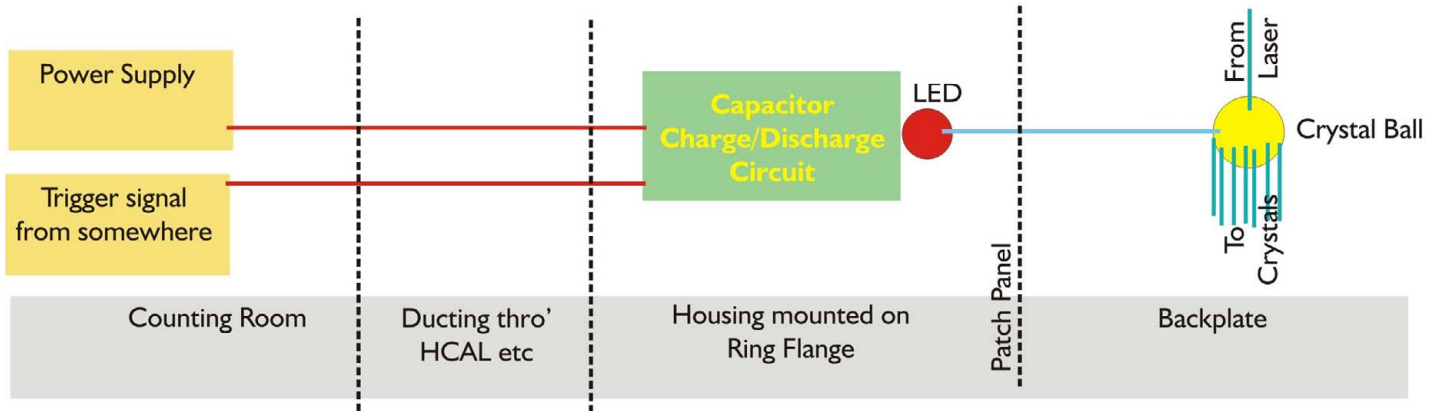 Power Supply
Trigger signal
from somewhere
Capacitor
Charge/Discharge
Circuit
LED
From
Laser
Crystal Ball
To
Crystals
Counting Room
Ducting thro’
HCAL etc
Housing mounted on
Ring Flange
Patch Panel
Backplate